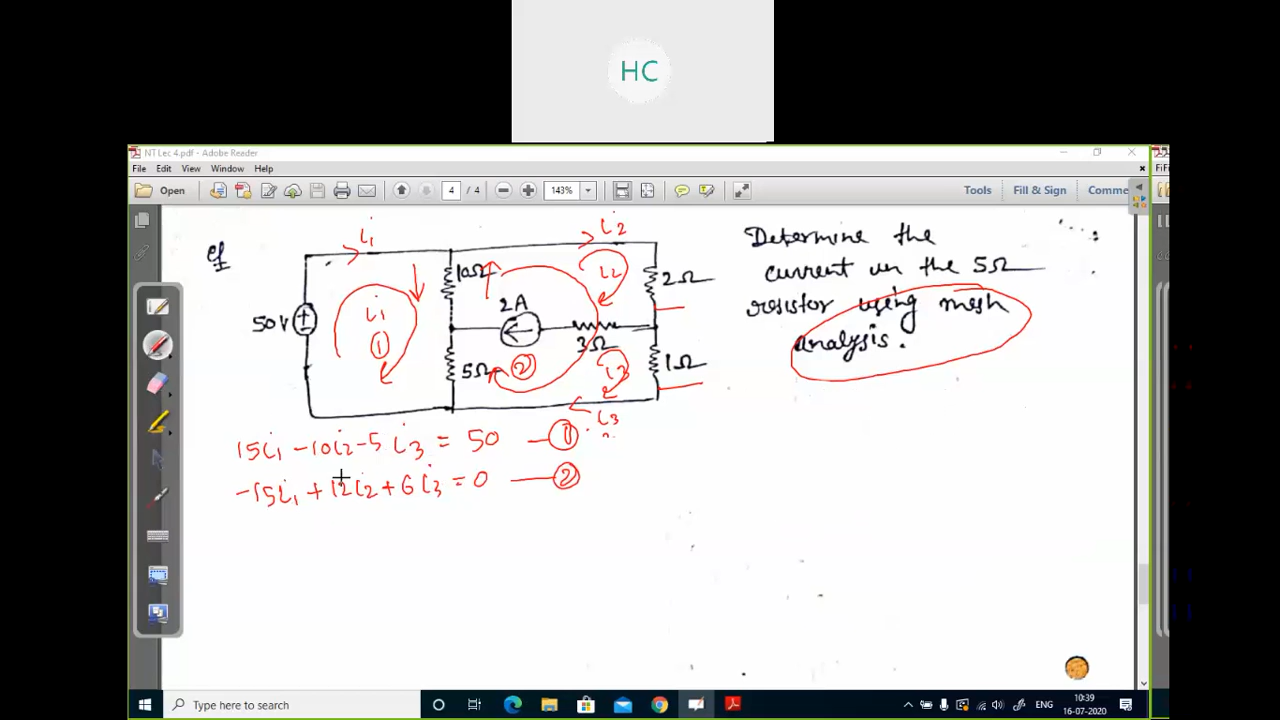 HC
NT Lec 4.pdf - Adobe Reader
File Edit View Window Help
Open 4 / 4 143% Tools Fill & Sign Comme
FiFi
eg
i1
i2
10Ω
i2
2Ω
50V
i1
1
2A
3Ω
5Ω
2
i3
1Ω
i3
Determine the
current in the 5Ω
resistor using mesh
analysis.
15i1 - 10i2 - 5i3 = 50 — 1
-15i1 + 12i2 + 6i3 = 0 — 2
Type here to search
ENG
10:39
16-07-2020